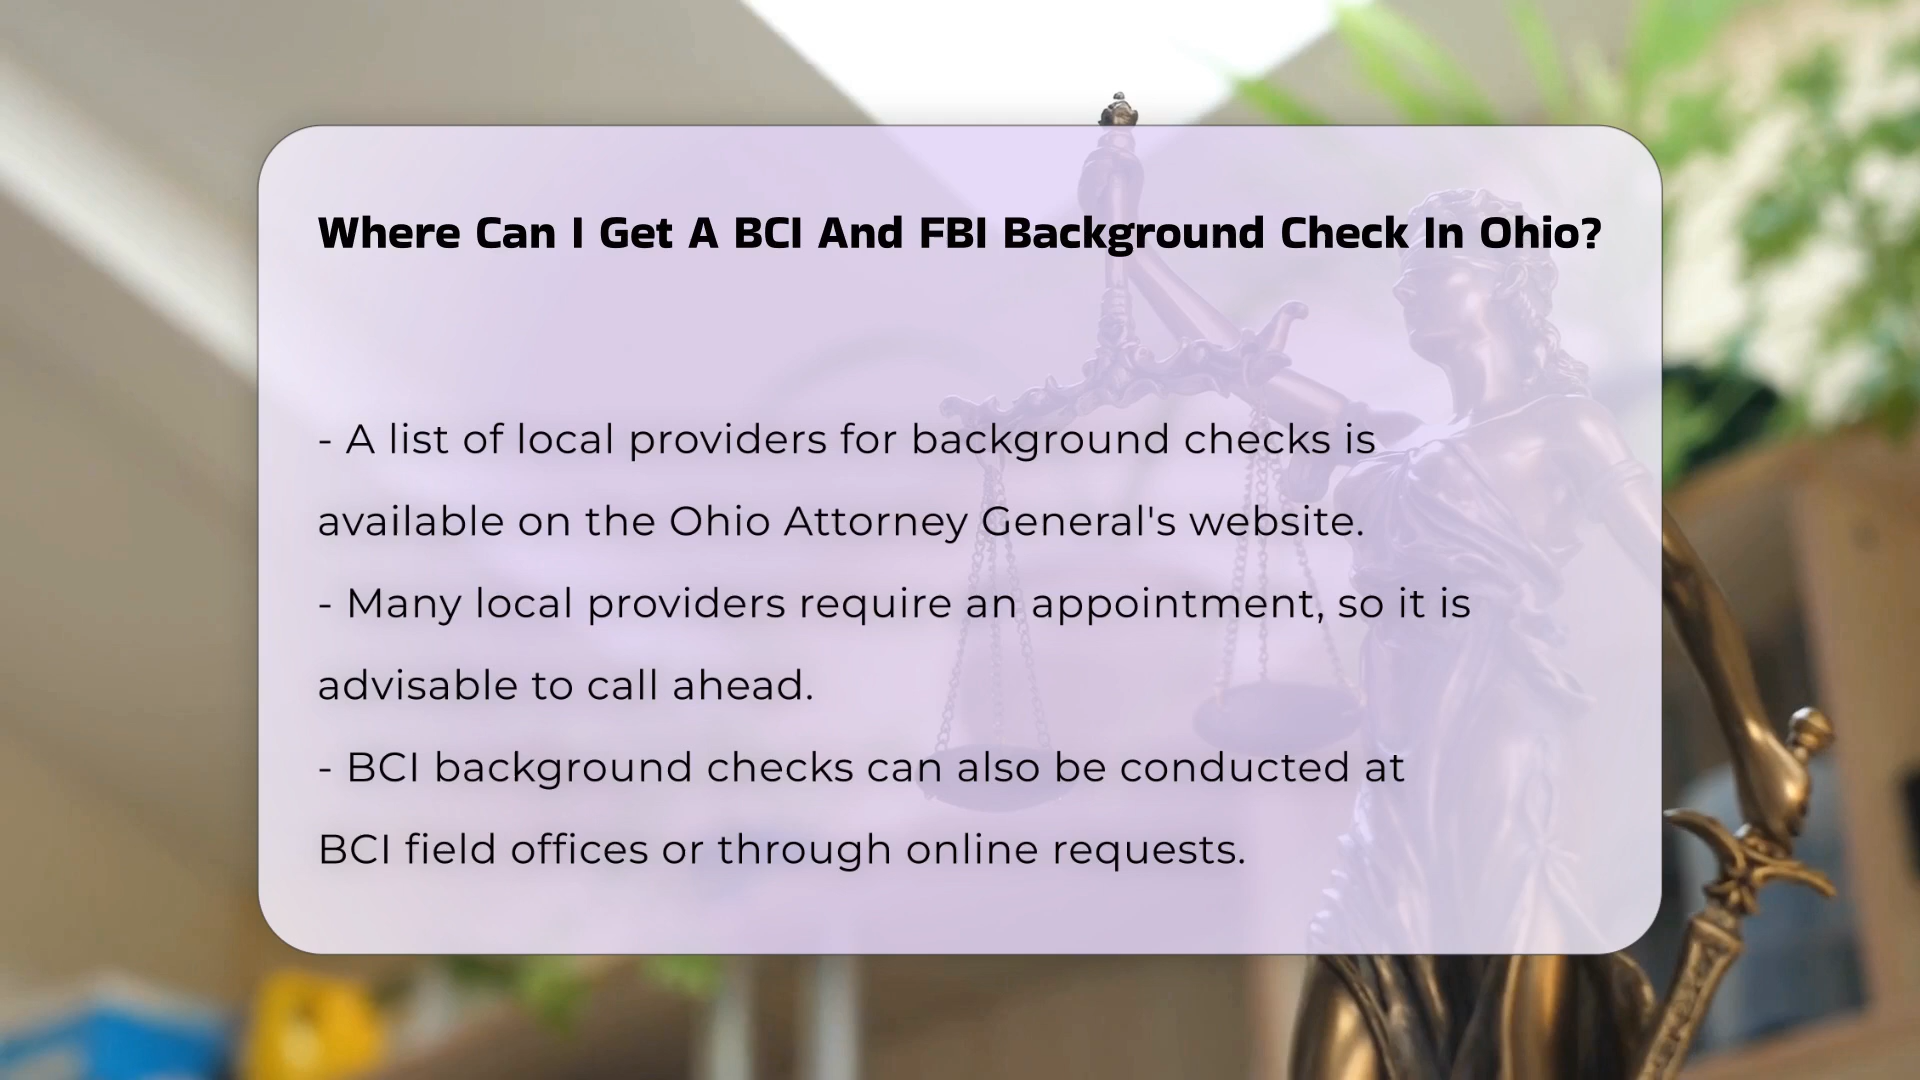 Where Can I Get A BCI And FBI Background Check In Ohio?
- A list of local providers for background checks is
available on the Ohio Attorney General's website.
- Many local providers require an appointment, so it is
advisable to call ahead.
- BCI background checks can also be conducted at
BCI field offices or through online requests.